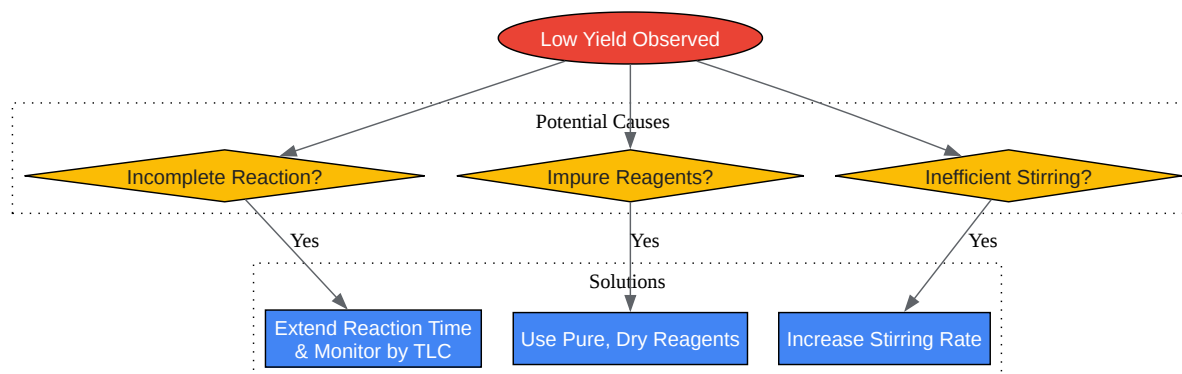 Low Yield Observed
Potential Causes
Incomplete Reaction?
Impure Reagents?
Inefficient Stirring?
Yes
Yes
Yes
Solutions
Extend Reaction Time
& Monitor by TLC
Use Pure, Dry Reagents
Increase Stirring Rate